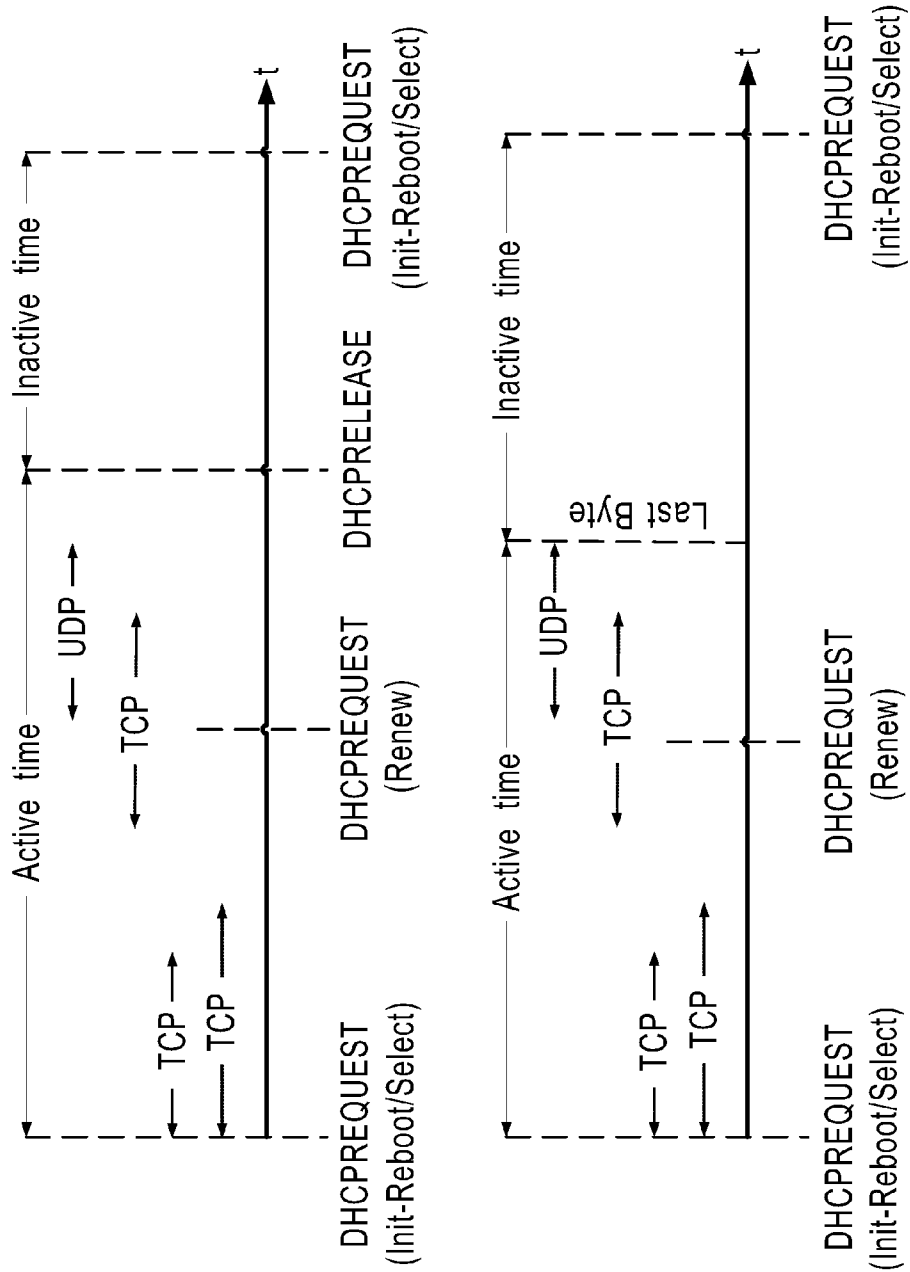 Active time
Inactive time
UDP
TCP
TCP
TCP
t
DHCPREQUEST
(Init-Reboot/Select)
DHCPREQUEST
(Renew)
DHCPRELEASE
DHCPREQUEST
(Init-Reboot/Select)
Active time
Inactive time
UDP
Last Byte
TCP
TCP
TCP
t
DHCPREQUEST
(Init-Reboot/Select)
DHCPREQUEST
(Renew)
DHCPREQUEST
(Init-Reboot/Select)